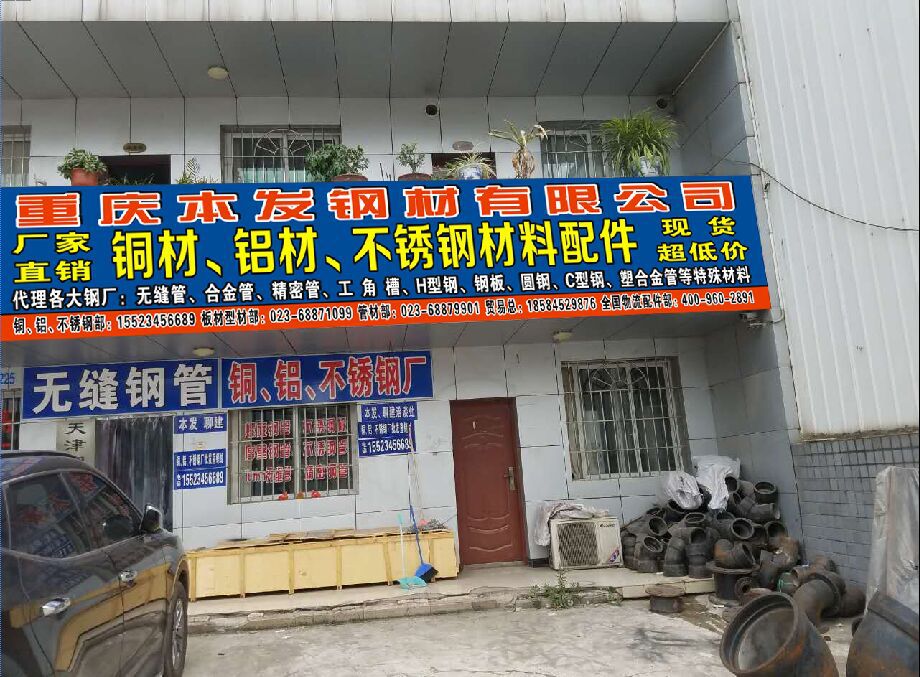 重庆本发钢材有限公司
厂家直销
铜材、铝材、不锈钢材料配件
现货超低价
代理各大钢厂：无缝管、合金管、精密管、工角槽、H型钢、钢板、圆钢、C型钢、塑合金管等特殊材料
铜、铝、不锈钢部：15523456689 板材型材部：023-68871099 管材部：023-68879901 贸易总：18584529876 全国物流配件部：400-960-2891
225
无缝钢管
铜、铝、不锈钢厂
天津
本发 聊建
15523456689
15523456689